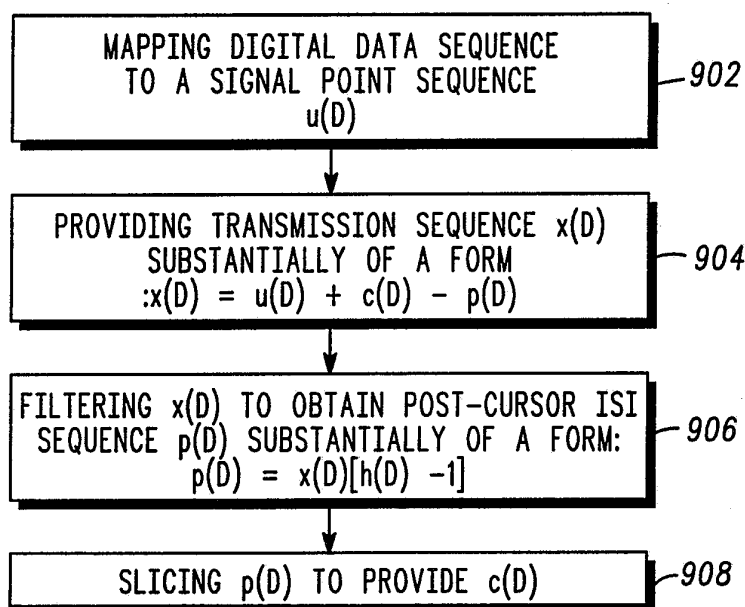 MAPPING DIGITAL DATA SEQUENCE
TO A SIGNAL POINT SEQUENCE
u(D)
902
PROVIDING TRANSMISSION SEQUENCE x(D)
SUBSTANTIALLY OF A FORM
:x(D) = u(D) + c(D) - p(D)
904
FILTERING x(D) TO OBTAIN POST-CURSOR ISI
SEQUENCE p(D) SUBSTANTIALLY OF A FORM:
p(D) = x(D)[h(D) -1]
906
SLICING p(D) TO PROVIDE c(D)
908